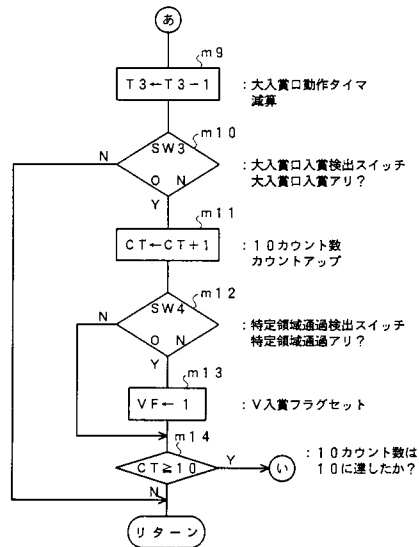 あ
m9
T3←T3-1
:大入賞口動作タイマ
減算
m10
N
SW3
ON
Y
:大入賞口入賞検出スイッチ
大入賞口入賞アリ?
m11
CT←CT+1
:10カウント数
カウントアップ
m12
N
SW4
ON
Y
:特定領域通過検出スイッチ
特定領域通過アリ?
m13
VF←1
:V入賞フラグセット
m14
CT≧10
Y
い
:10カウント数は
10に達したか?
N
リターン